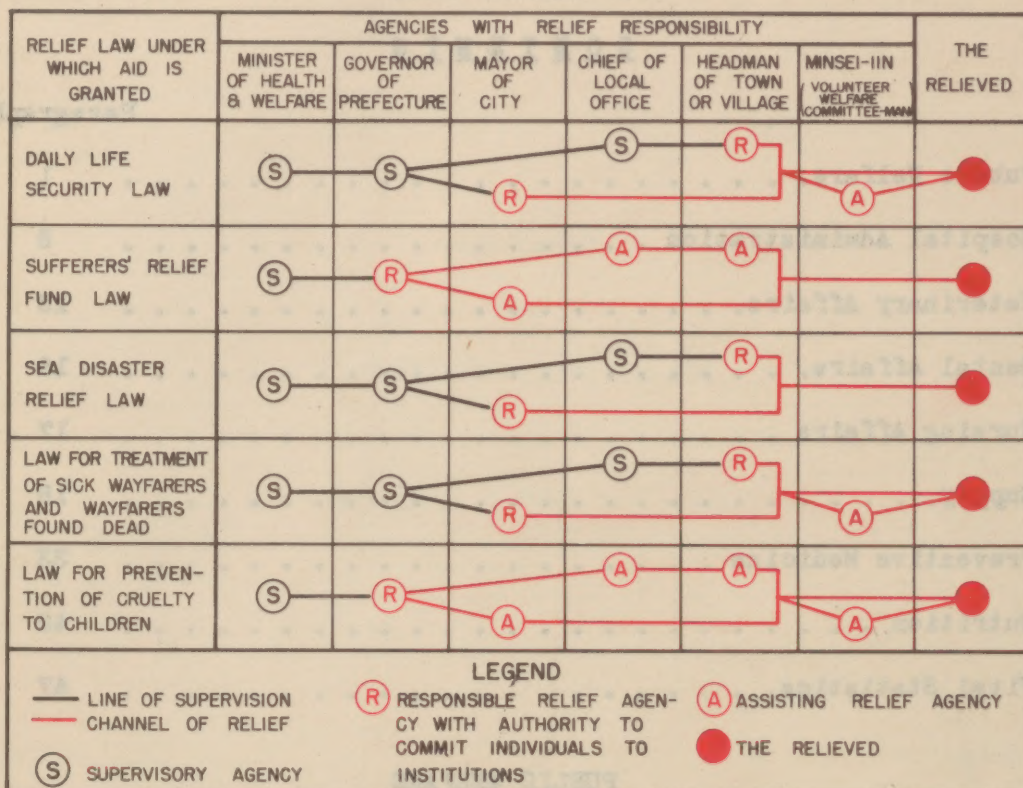 AGENCIES WITH RELIEF RESPONSIBILITY
RELIEF LAW UNDER
WHICH AID IS
GRANTED
MINISTER
OF HEALTH
& WELFARE
GOVERNOR
OF
PREFECTURE
MAYOR
OF
CITY
CHIEF OF
LOCAL
OFFICE
HEADMAN
OF TOWN
OR VILLAGE
MINSEI-IIN
(VOLUNTEER
WELFARE
COMMITTEE-MAN)
THE
RELIEVED
DAILY LIFE
SECURITY LAW
S S R S R A
SUFFERERS' RELIEF
FUND LAW
S R A A A
SEA DISASTER
RELIEF LAW
S S R S R
LAW FOR TREATMENT
OF SICK WAYFARERS
AND WAYFARERS
FOUND DEAD
S S R S R A
LAW FOR PREVEN-
TION OF CRUELTY
TO CHILDREN
S R A A A A
LEGEND
LINE OF SUPERVISION
CHANNEL OF RELIEF
S SUPERVISORY AGENCY
R RESPONSIBLE RELIEF AGEN-
CY WITH AUTHORITY TO
COMMIT INDIVIDUALS TO
INSTITUTIONS
A ASSISTING RELIEF AGENCY
THE RELIEVED